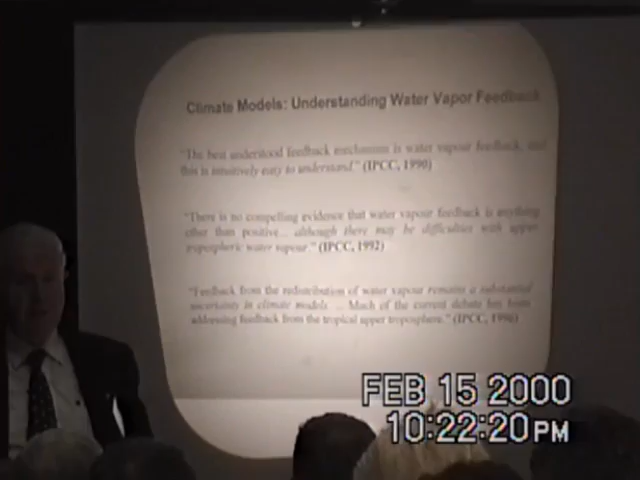 Climate Models: Understanding Water Vapor Feedback
"The best understood feedback mechanism is water vapour feedback, and
this is intuitively easy to understand." (IPCC, 1990)
"There is no compelling evidence that water vapour feedback is anything
other than positive... although there may be difficulties with upper
tropospheric water vapour." (IPCC, 1992)
"Feedback from the redistribution of water vapour remains a substantial
uncertainty in climate models ... Much of the current debate has been
addressing feedback from the tropical upper troposphere." (IPCC,
FEB 15 2000
10:22:20PM